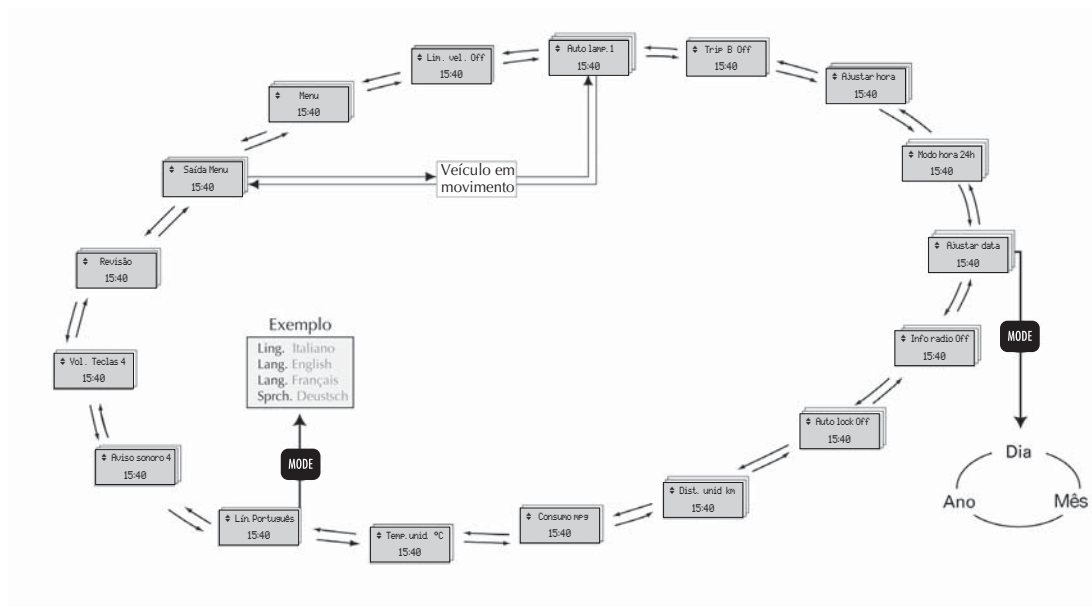 Auto lamp.1
15:40
Lim. vel. Off
15:40
Trip B Off
15:40
Menu
15:40
Ajustar hora
15:40
Saída Menu
15:40
Veículo em
movimento
Modo hora 24h
15:40
Revisão
15:40
Ajustar data
15:40
MODE
Dia
Ano
Mês
Exemplo
Ling. Italiano
Lang. English
Lang. Français
Sprch. Deustsch
MODE
Info radio Off
15:40
Vol. Teclas 4
15:40
Auto lock Off
15:40
Aviso sonoro 4
15:40
Dist. unid km
15:40
Lín. Português
15:40
Consumo mpg
15:40
Temp. unid. °C
15:40